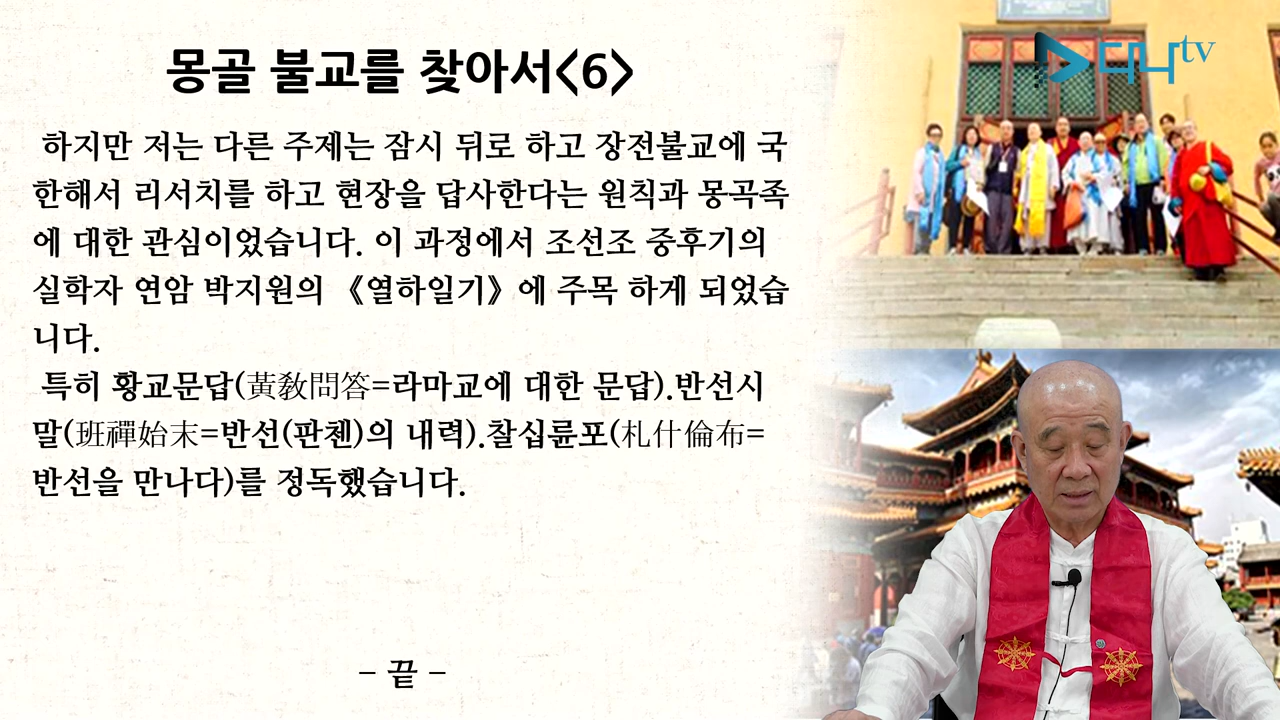 몽골 불교를 찾아서<6>
하지만 저는 다른 주제는 잠시 뒤로 하고 장전불교에 국
한해서 리서치를 하고 현장을 답사한다는 원칙과 몽곡족
에 대한 관심이었습니다. 이 과정에서 조선조 중후기의
실학자 연암 박지원의 《열하일기》에 주목 하게 되었습
니다.
특히 황교문답(黃敎問答=라마교에 대한 문답).반선시
말(班禪始末=반선(판첸)의 내력).찰십륜포(札什倫布=
반선을 만나다)를 정독했습니다.
– 끝 –
다나tv